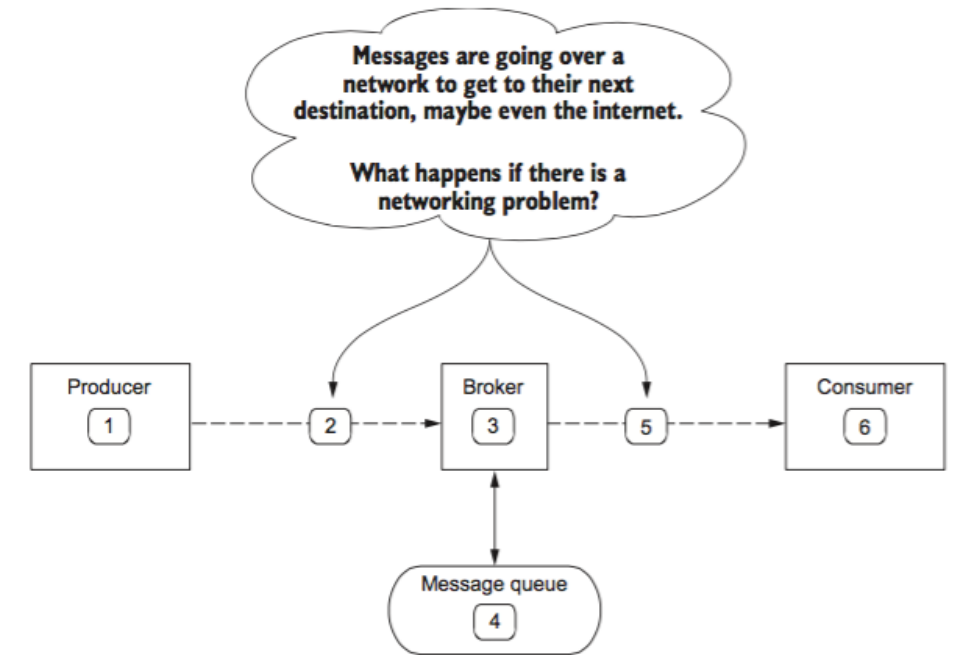 Messages are going over a
network to get to their next
destination, maybe even the internet.
What happens if there is a
networking problem?
Producer
1
2
Broker
3
5
Consumer
6
Message queue
4